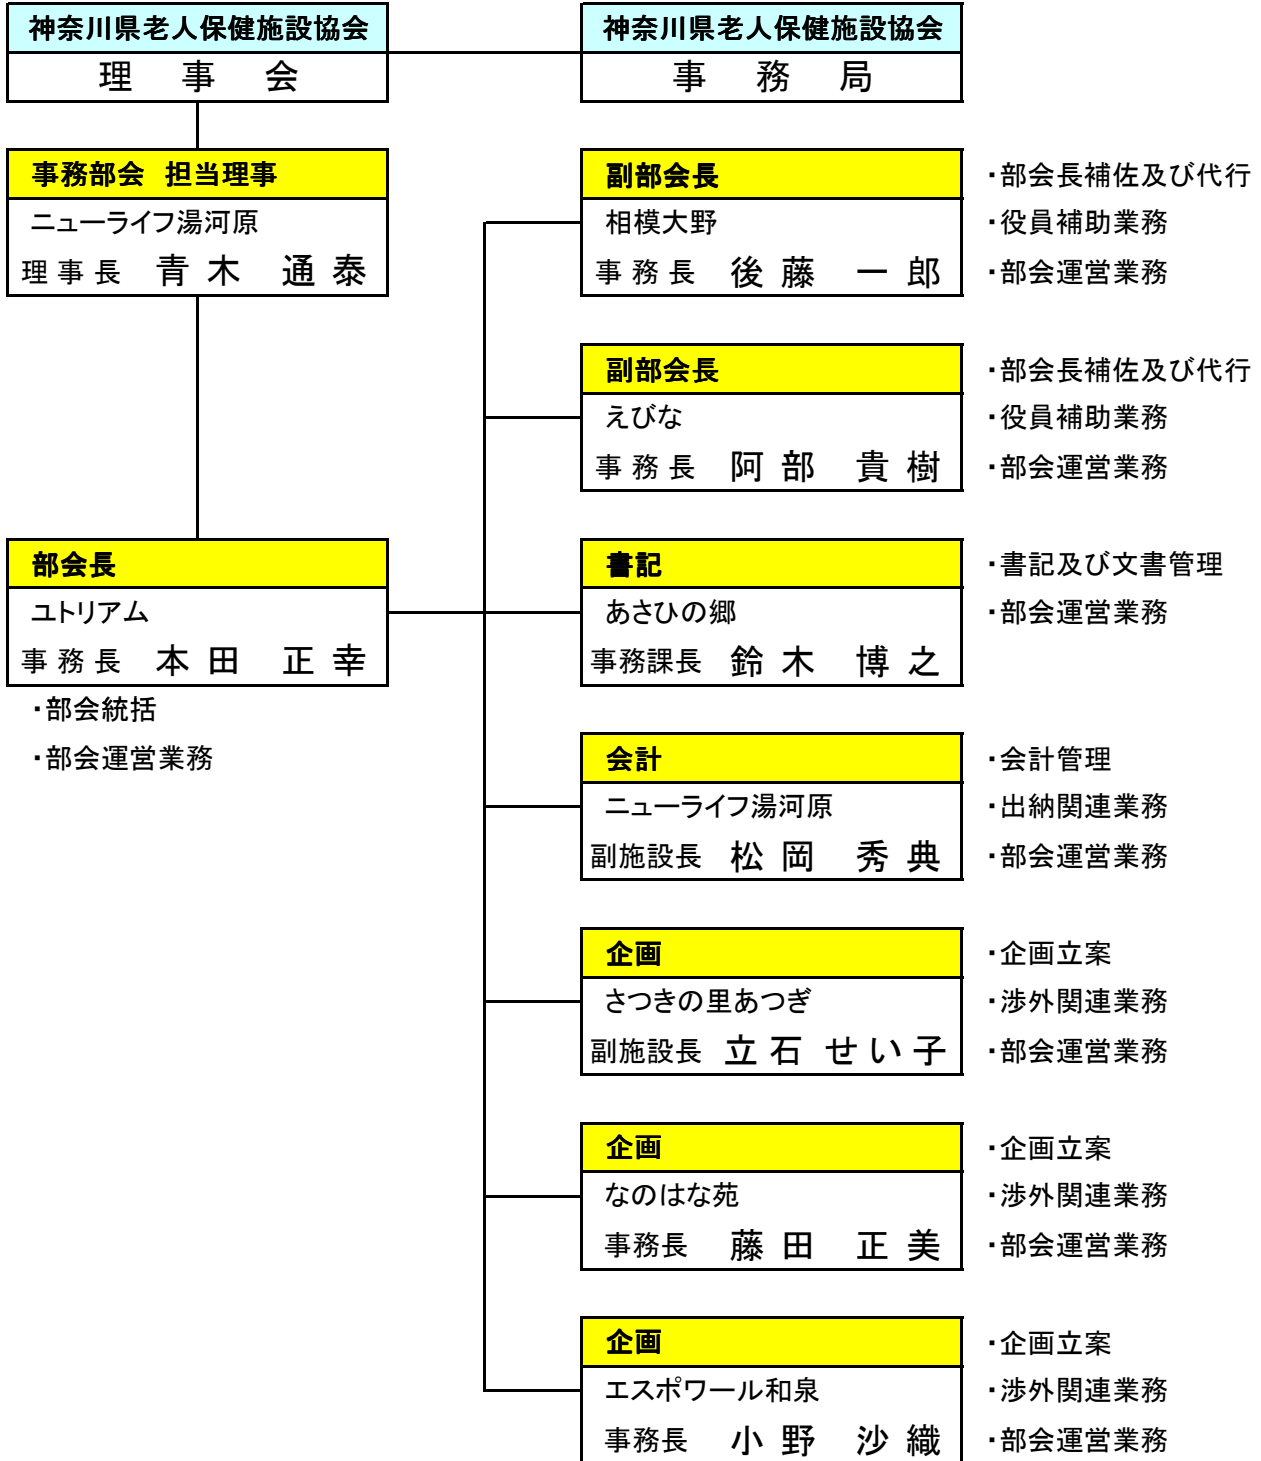 神奈川県老人保健施設協会
理 事 会
神奈川県老人保健施設協会
事 務 局
事務部会 担当理事
ニューライフ湯河原
理事長 青木 通泰
部会長
ユトリアム
事務長 本田 正幸
・部会統括
・部会運営業務
副部会長
相模大野
事務長 後藤 一郎
・部会長補佐及び代行
・役員補助業務
・部会運営業務
副部会長
えびな
事務長 阿部 貴樹
・部会長補佐及び代行
・役員補助業務
・部会運営業務
書記
あさひの郷
事務課長 鈴木 博之
・書記及び文書管理
・部会運営業務
会計
ニューライフ湯河原
副施設長 松岡 秀典
・会計管理
・出納関連業務
・部会運営業務
企画
さつきの里あつぎ
副施設長 立石 せい子
・企画立案
・渉外関連業務
・部会運営業務
企画
なのはな苑
事務長 藤田 正美
・企画立案
・渉外関連業務
・部会運営業務
企画
エスポワール和泉
事務長 小野 沙織
・企画立案
・渉外関連業務
・部会運営業務